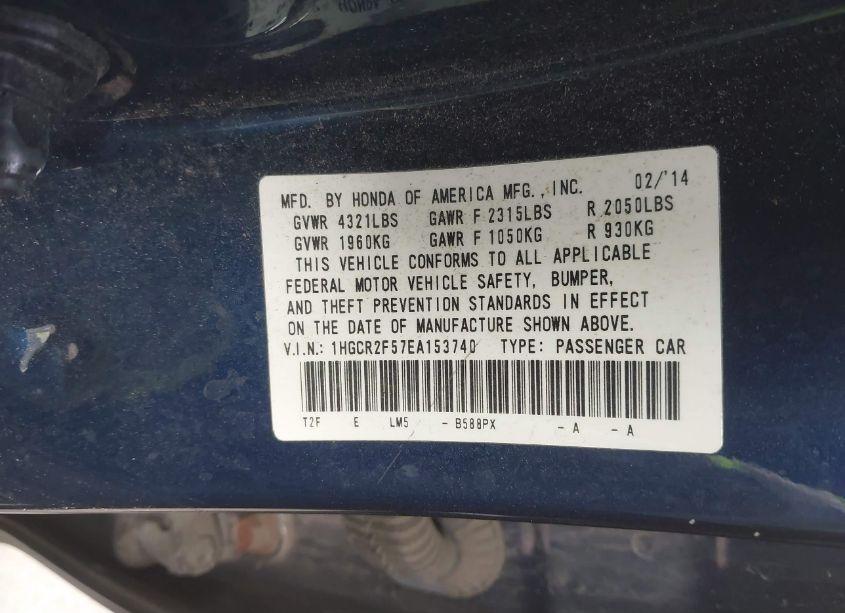 MFD. BY HONDA OF AMERICA MFG., INC. 02/'14
GVWR 4321LBS GAWR F 2315LBS R 2050LBS
GVWR 1960KG GAWR F 1050KG R 930KG
THIS VEHICLE CONFORMS TO ALL APPLICABLE
FEDERAL MOTOR VEHICLE SAFETY, BUMPER,
AND THEFT PREVENTION STANDARDS IN EFFECT
ON THE DATE OF MANUFACTURE SHOWN ABOVE.
V.I.N.: 1HGCR2F57EA153740 TYPE: PASSENGER CAR
T2F E LM5 - B588PX - A - A